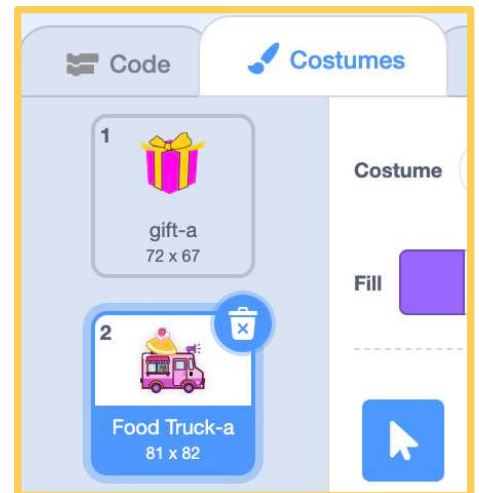 Code
Costumes
1
gift-a
72 x 67
Costume
Fill
2
Food Truck-a
81 x 82